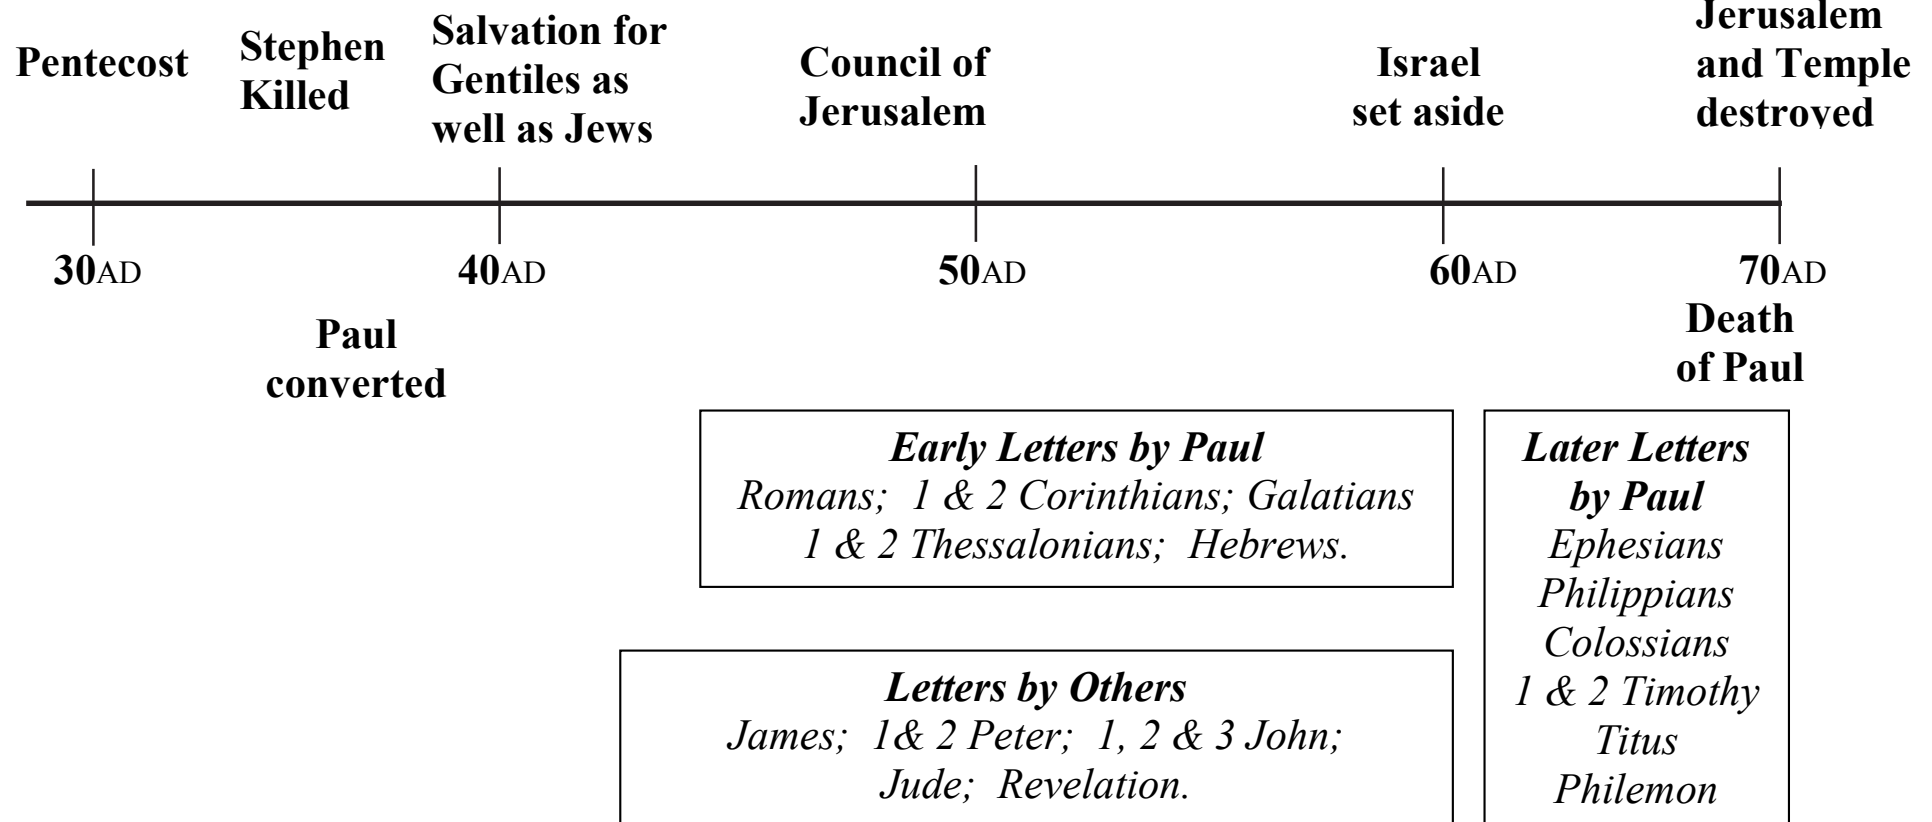 Pentecost
Stephen
Killed
Salvation for
Gentiles as
well as Jews
Council of
Jerusalem
Israel
set aside
Jerusalem
and Temple
destroyed
30AD
40AD
50AD
60AD
70AD
Paul
converted
Death
of Paul
Early Letters by Paul
Romans; 1 & 2 Corinthians; Galatians
1 & 2 Thessalonians; Hebrews.
Letters by Others
James; 1& 2 Peter; 1, 2 & 3 John;
Jude; Revelation.
Later Letters
by Paul
Ephesians
Philippians
Colossians
1 & 2 Timothy
Titus
Philemon